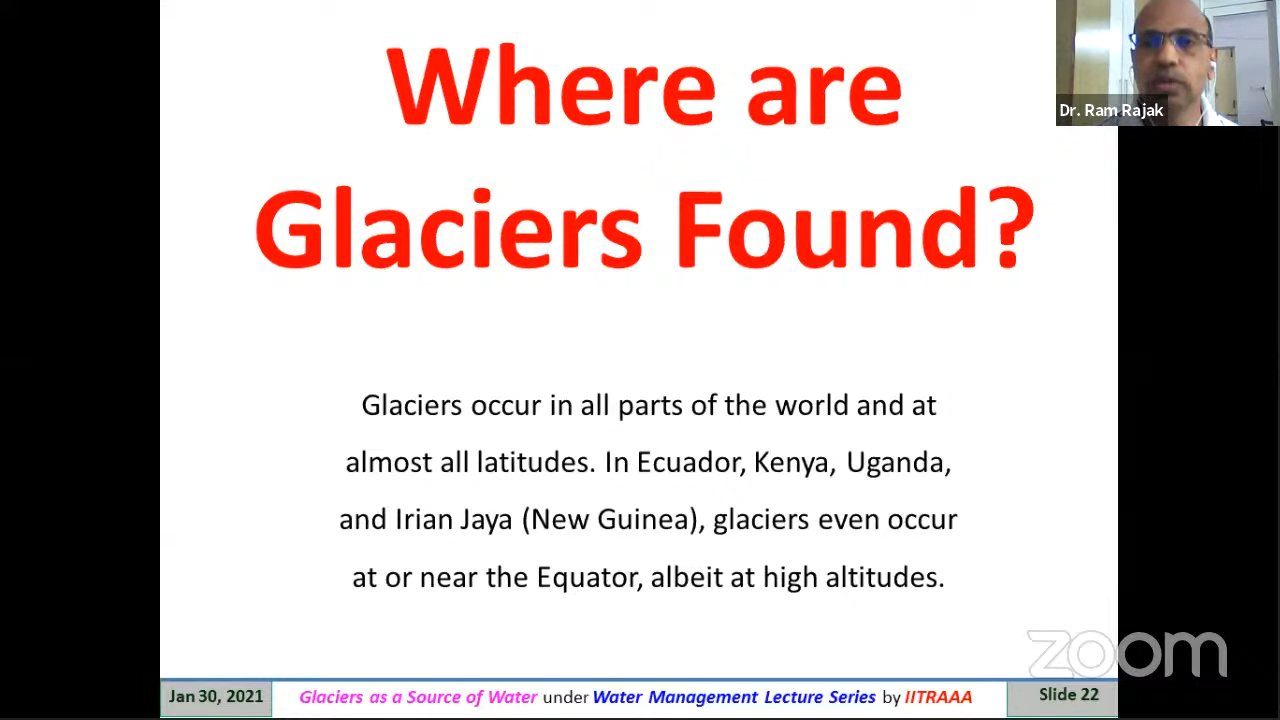 Where are
Glaciers Found?
Dr. Ram Rajak
Glaciers occur in all parts of the world and at
almost all latitudes. In Ecuador, Kenya, Uganda,
and Irian Jaya (New Guinea), glaciers even occur
at or near the Equator, albeit at high altitudes.
zoom
Jan 30, 2021 Glaciers as a Source of Water under Water Management Lecture Series by IITRAAA Slide 22